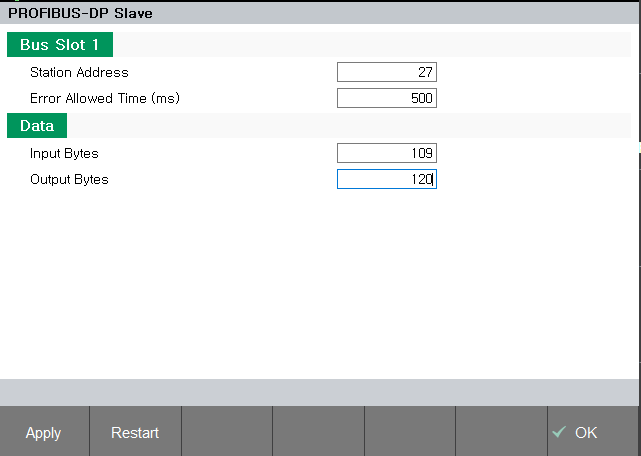 PROFIBUS-DP Slave
Bus Slot 1
Station Address 27
Error Allowed Time (ms) 500
Data
Input Bytes 109
Output Bytes 120
Apply Restart OK